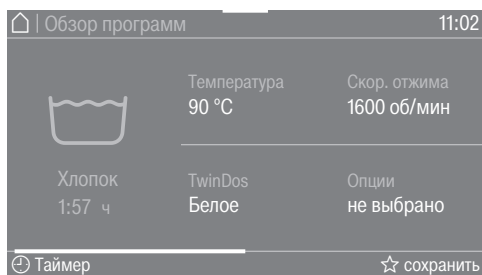 Обзор программ 11:02
Температура Скор. отжима
90 °C 1600 об/мин
Хлопок TwinDos Опции
1:57 ч Белое не выбрано
Таймер сохранить